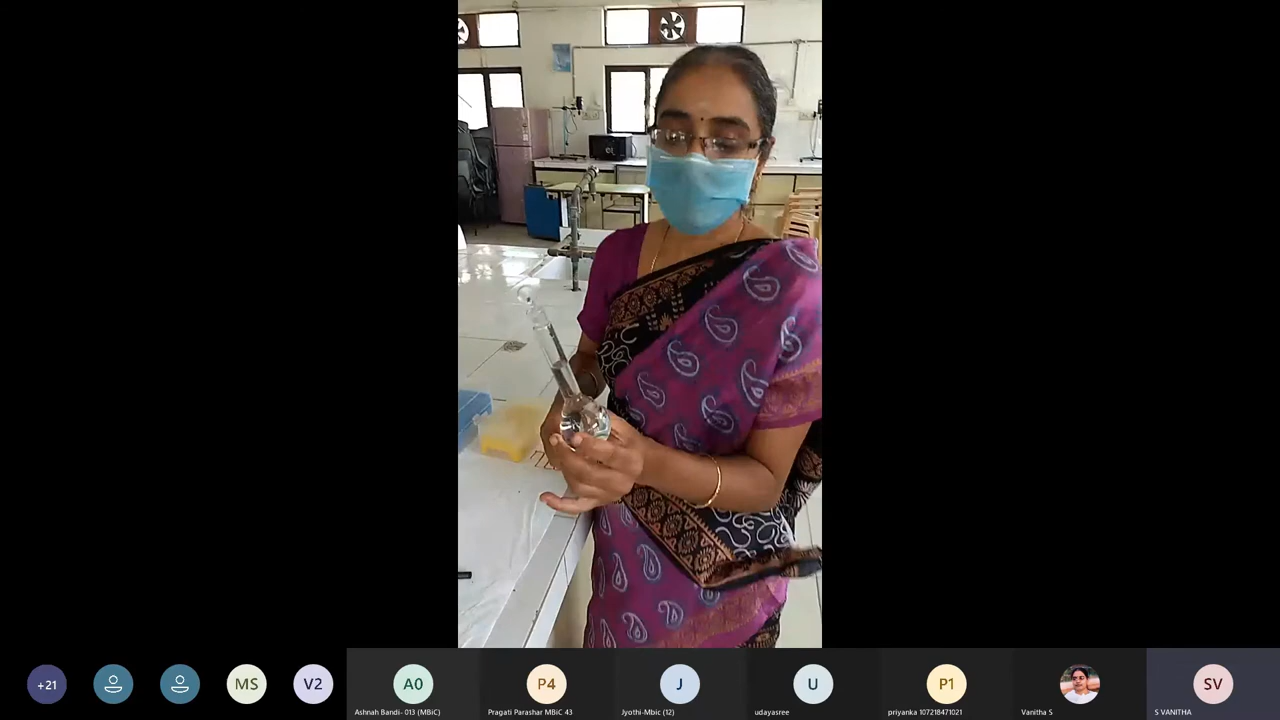 +21
MS
V2
A0
P4
J
U
P1
SV
Ashnah Bandi- 013 (MBiC)
Pragati Parashar MBiC 43
Jyothi-Mbic (12)
udayasree
priyanka 107218471021
Vanitha S
S VANITHA